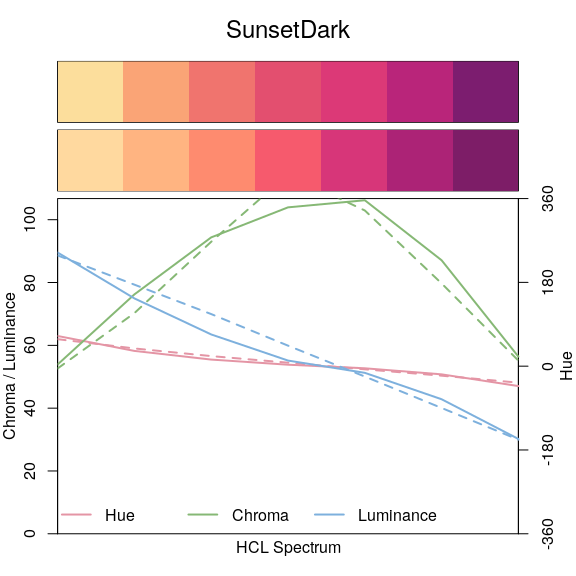 SunsetDark
100
80
60
40
20
0
Chroma / Luminance
360
180
0
-180
-360
Hue
Hue Chroma Luminance
HCL Spectrum